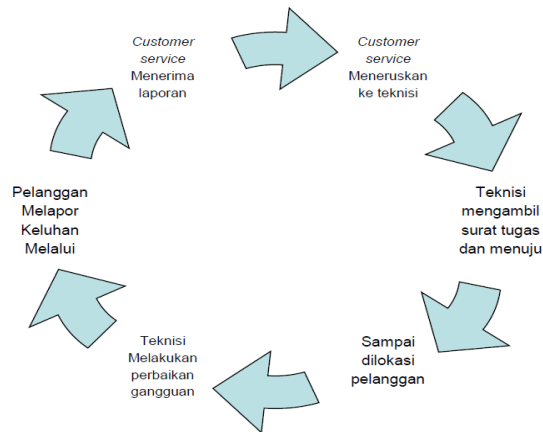 Customer
service
Menerima
laporan
Customer
service
Meneruskan
ke teknisi
Teknisi
mengambil
surat tugas
dan menuju
Sampai
dilokasi
pelanggan
Teknisi
Melakukan
perbaikan
gangguan
Pelanggan
Melapor
Keluhan
Melalui